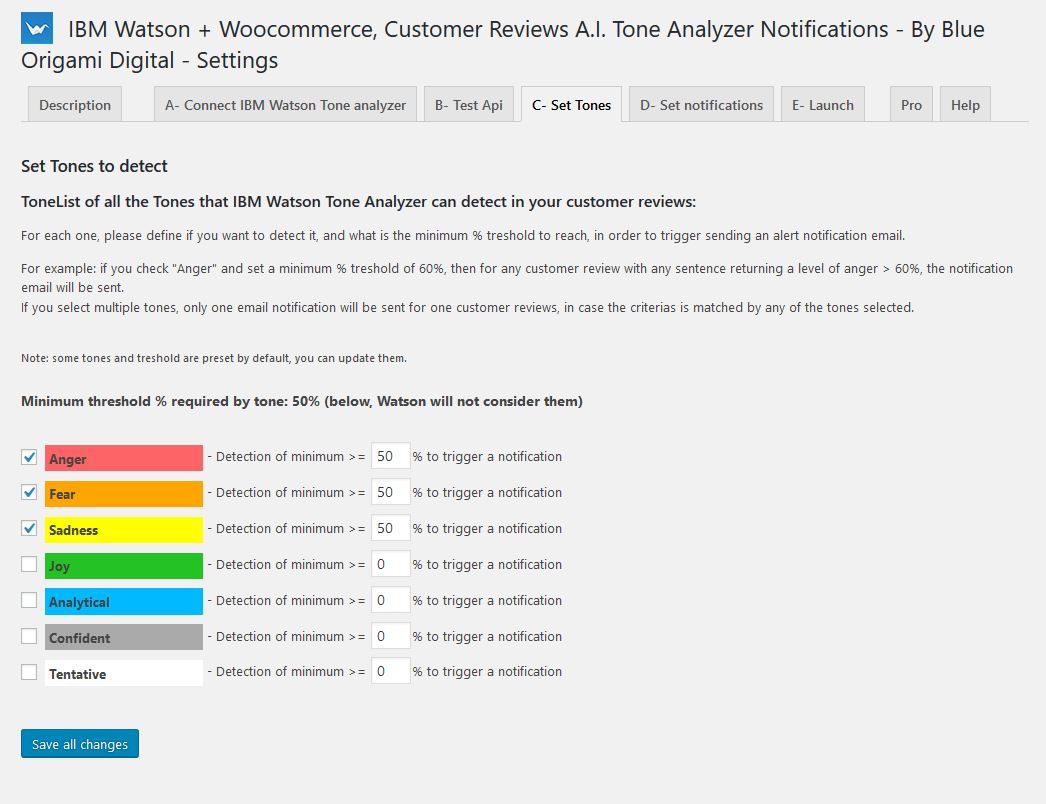 IBM Watson + Woocommerce, Customer Reviews A.I. Tone Analyzer Notifications - By Blue
Origami Digital - Settings
Description A- Connect IBM Watson Tone analyzer B- Test Api C- Set Tones D- Set notifications E- Launch Pro Help
Set Tones to detect
ToneList of all the Tones that IBM Watson Tone Analyzer can detect in your customer reviews:
For each one, please define if you want to detect it, and what is the minimum % treshold to reach, in order to trigger sending an alert notification email.
For example: if you check "Anger" and set a minimum % treshold of 60%, then for any customer review with any sentence returning a level of anger > 60%, the notification
email will be sent.
If you select multiple tones, only one email notification will be sent for one customer reviews, in case the criterias is matched by any of the tones selected.
Note: some tones and treshold are preset by default, you can update them.
Minimum threshold % required by tone: 50% (below, Watson will not consider them)
Anger - Detection of minimum >= 50 % to trigger a notification
Fear - Detection of minimum >= 50 % to trigger a notification
Sadness - Detection of minimum >= 50 % to trigger a notification
Joy - Detection of minimum >= 0 % to trigger a notification
Analytical - Detection of minimum >= 0 % to trigger a notification
Confident - Detection of minimum >= 0 % to trigger a notification
Tentative - Detection of minimum >= 0 % to trigger a notification
Save all changes